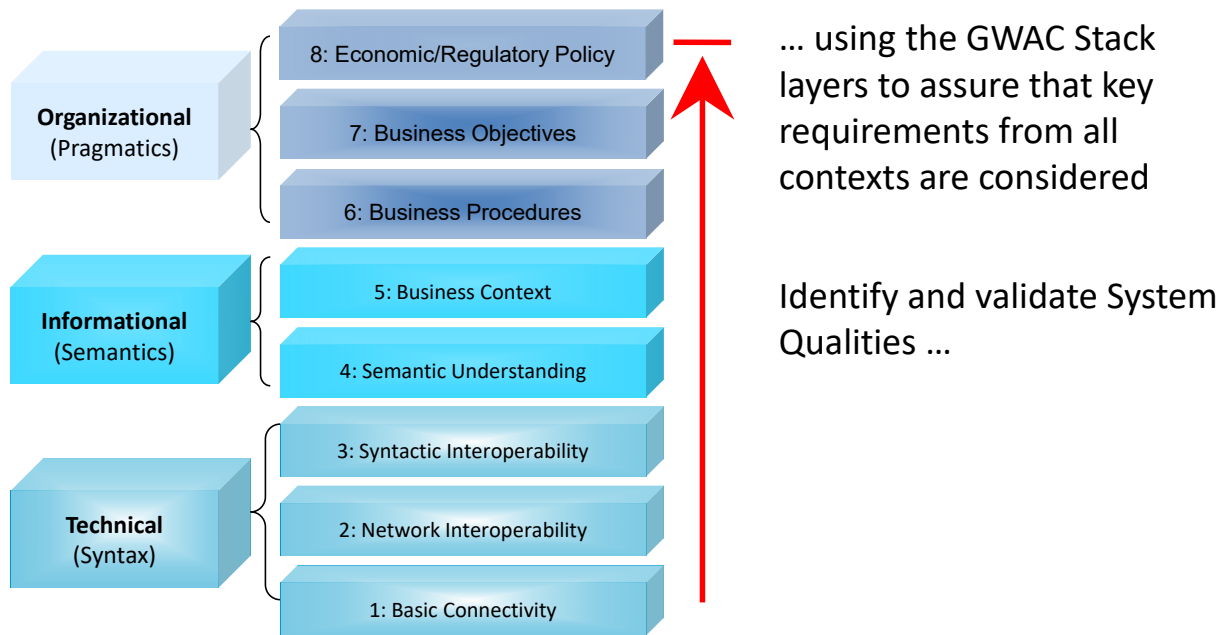 8: Economic/Regulatory Policy
Organizational
(Pragmatics)
7: Business Objectives
6: Business Procedures
5: Business Context
Informational
(Semantics)
4: Semantic Understanding
3: Syntactic Interoperability
Technical
(Syntax)
2: Network Interoperability
1: Basic Connectivity
… using the GWAC Stack
layers to assure that key
requirements from all
contexts are considered
Identify and validate System
Qualities …